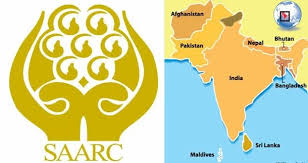 SAARC
Afghanistan
Pakistan
Nepal
Bhutan
India
Bangladesh
Maldives
Sri Lanka